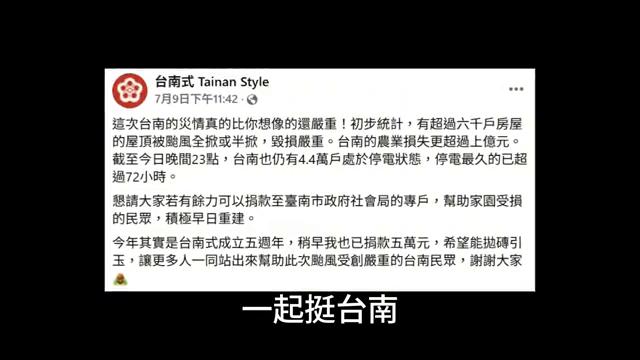 台南式 Tainan Style
7月9日下午11:42
這次台南的災情真的比你想像的還嚴重！初步統計，有超過六千戶房屋
的屋頂被颱風全掀或半掀，毀損嚴重。台南的農業損失更超過上億元。
截至今日晚間23點，台南也仍有4.4萬戶處於停電狀態，停電最久的已超
過72小時。
懇請大家若有餘力可以捐款至臺南市政府社會局的專戶，幫助家園受損
的民眾，積極早日重建。
今年其實是台南式成立五週年，稍早我也已捐款五萬元，希望能拋磚引
玉，讓更多人一同站出來幫助此次颱風受創嚴重的台南民眾，謝謝大家
一起挺台南